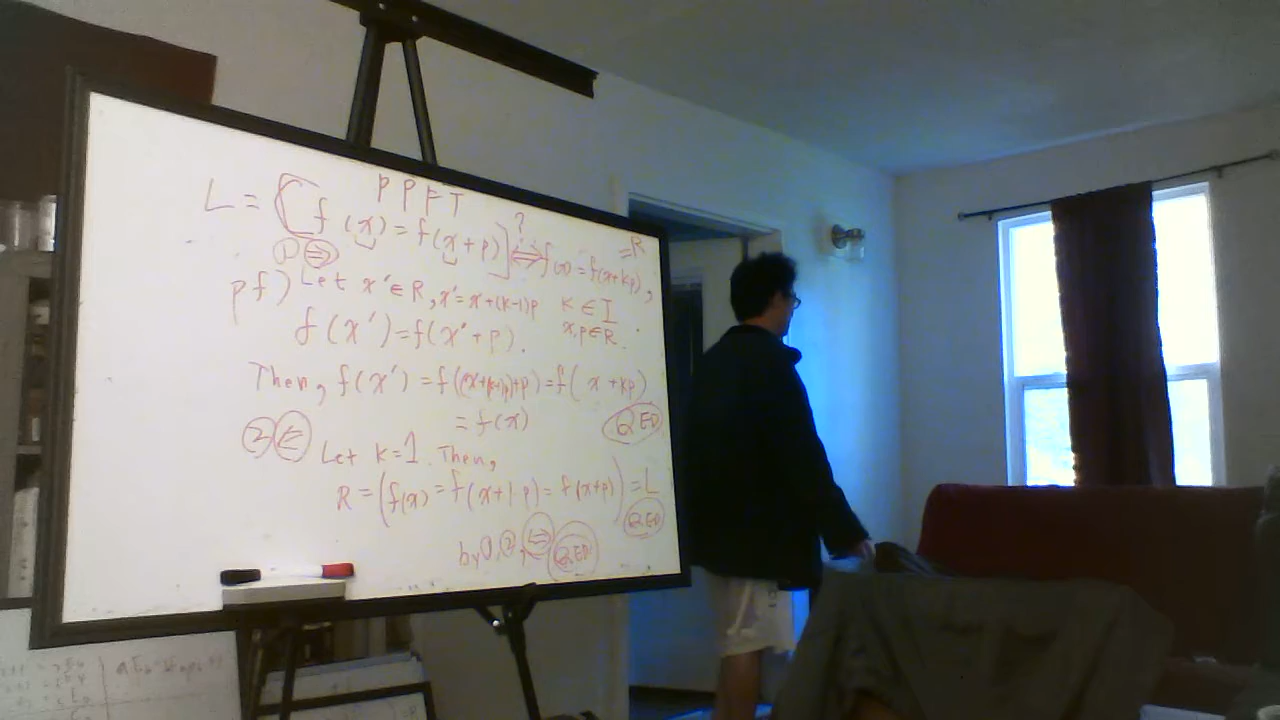 P P F T
L = [f(x) = f(x+p)] ⇔? f(x) = f(x+kp), = R
① ⇒
pf) Let x' ∈ R, x' = x+(k-1)p k ∈ I
f(x') = f(x'+p). x,p ∈ R.
Then, f(x') = f((x+(k-1)p)+p) = f(x+kp)
= f(x) QED
② ⇐ Let k=1. Then,
R = (f(x) = f(x+1·p) = f(x+p)) = L
QED
by ①, ②, ⇔ QED